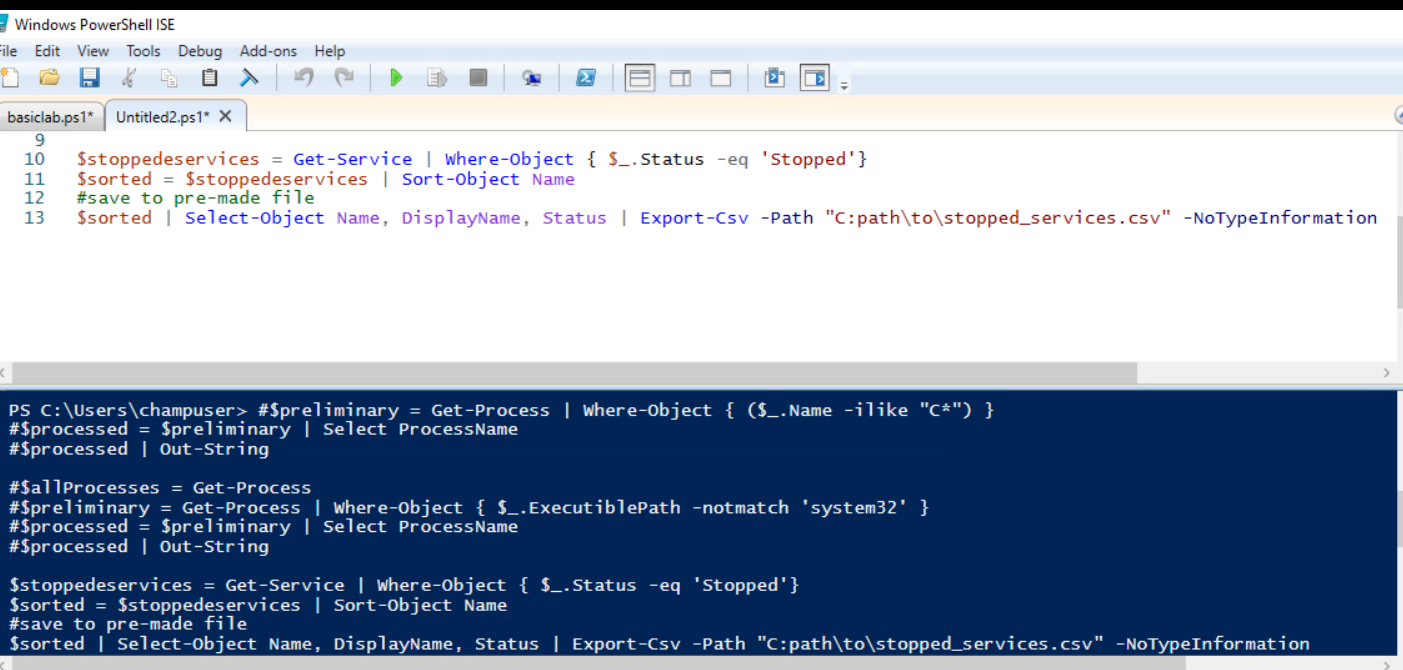 Windows PowerShell ISE
File Edit View Tools Debug Add-ons Help
basiclab.ps1* Untitled2.ps1* X
9
10 $stoppedeservices = Get-Service | Where-Object { $_.Status -eq 'Stopped'}
11 $sorted = $stoppedeservices | Sort-Object Name
12 #save to pre-made file
13 $sorted | Select-Object Name, DisplayName, Status | Export-Csv -Path "C:path\to\stopped_services.csv" -NoTypeInformation
PS C:\Users\champuser> #$preliminary = Get-Process | Where-Object { ($_.Name -ilike "C*") }
#$processed = $preliminary | Select ProcessName
#$processed | Out-String
#$allProcesses = Get-Process
#$preliminary = Get-Process | Where-Object { $_.ExecutiblePath -notmatch 'system32' }
#$processed = $preliminary | Select ProcessName
#$processed | Out-String
$stoppedeservices = Get-Service | Where-Object { $_.Status -eq 'Stopped'}
$sorted = $stoppedeservices | Sort-Object Name
#save to pre-made file
$sorted | Select-Object Name, DisplayName, Status | Export-Csv -Path "C:path\to\stopped_services.csv" -NoTypeInformation